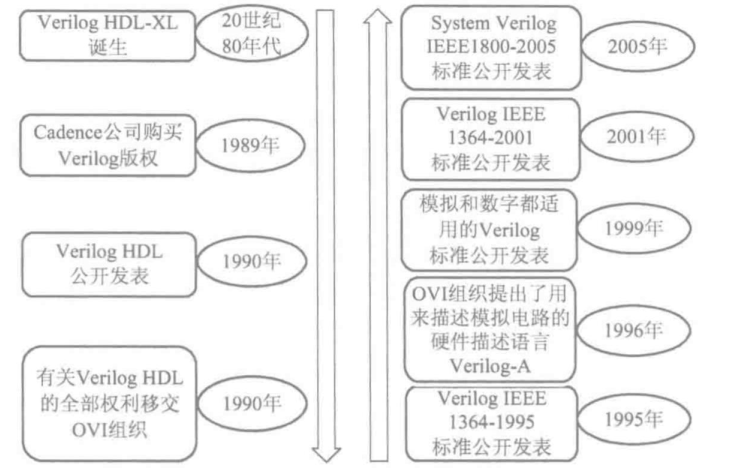 Verilog HDL-XL
诞生
20世纪
80年代
Cadence公司购买
Verilog版权
1989年
Verilog HDL
公开发表
1990年
有关Verilog HDL
的全部权利移交
OVI组织
1990年
System Verilog
IEEE1800-2005
标准公开发表
2005年
Verilog IEEE
1364-2001
标准公开发表
2001年
模拟和数字都适
用的Verilog
标准公开发表
1999年
OVI组织提出了用
来描述模拟电路的
硬件描述语言
Verilog-A
1996年
Verilog IEEE
1364-1995
标准公开发表
1995年